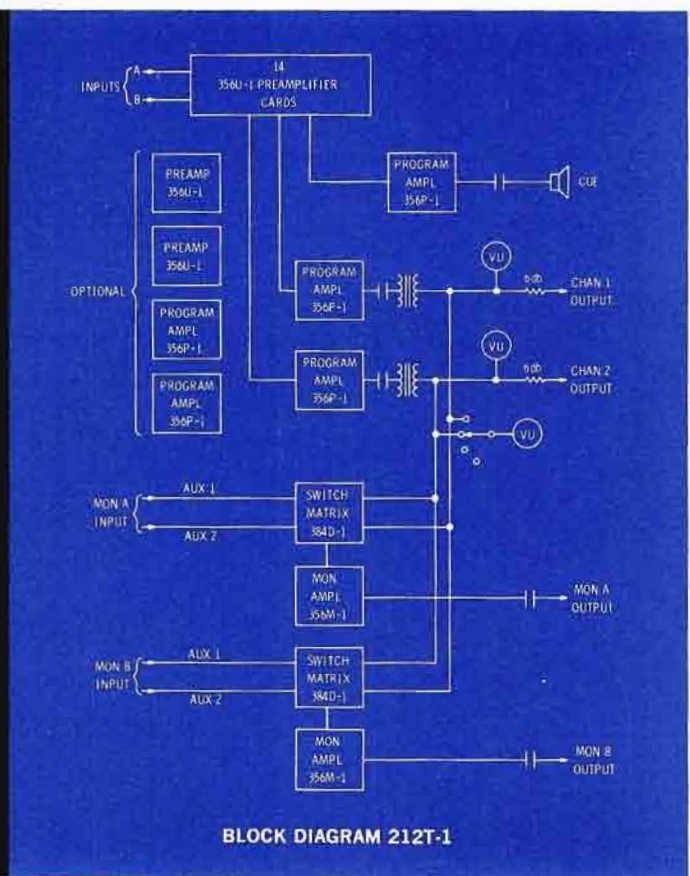 14
356U-1 PREAMPLIFIER
CARDS
INPUTS
A
B
PROGRAM
AMPL
356P-1
CUE
OPTIONAL
PREAMP
356U-1
PREAMP
356U-1
PROGRAM
AMPL
356P-1
PROGRAM
AMPL
356P-1
PROGRAM
AMPL
356P-1
VU
6db
CHAN 1
OUTPUT
PROGRAM
AMPL
356P-1
VU
6db
CHAN 2
OUTPUT
VU
MON A
INPUT
AUX 1
AUX 2
SWITCH
MATRIX
384D-1
MON
AMPL
356M-1
MON A
OUTPUT
MON B
INPUT
AUX 1
AUX 2
SWITCH
MATRIX
384D-1
MON
AMPL
356M-1
MON B
OUTPUT
BLOCK DIAGRAM 212T-1